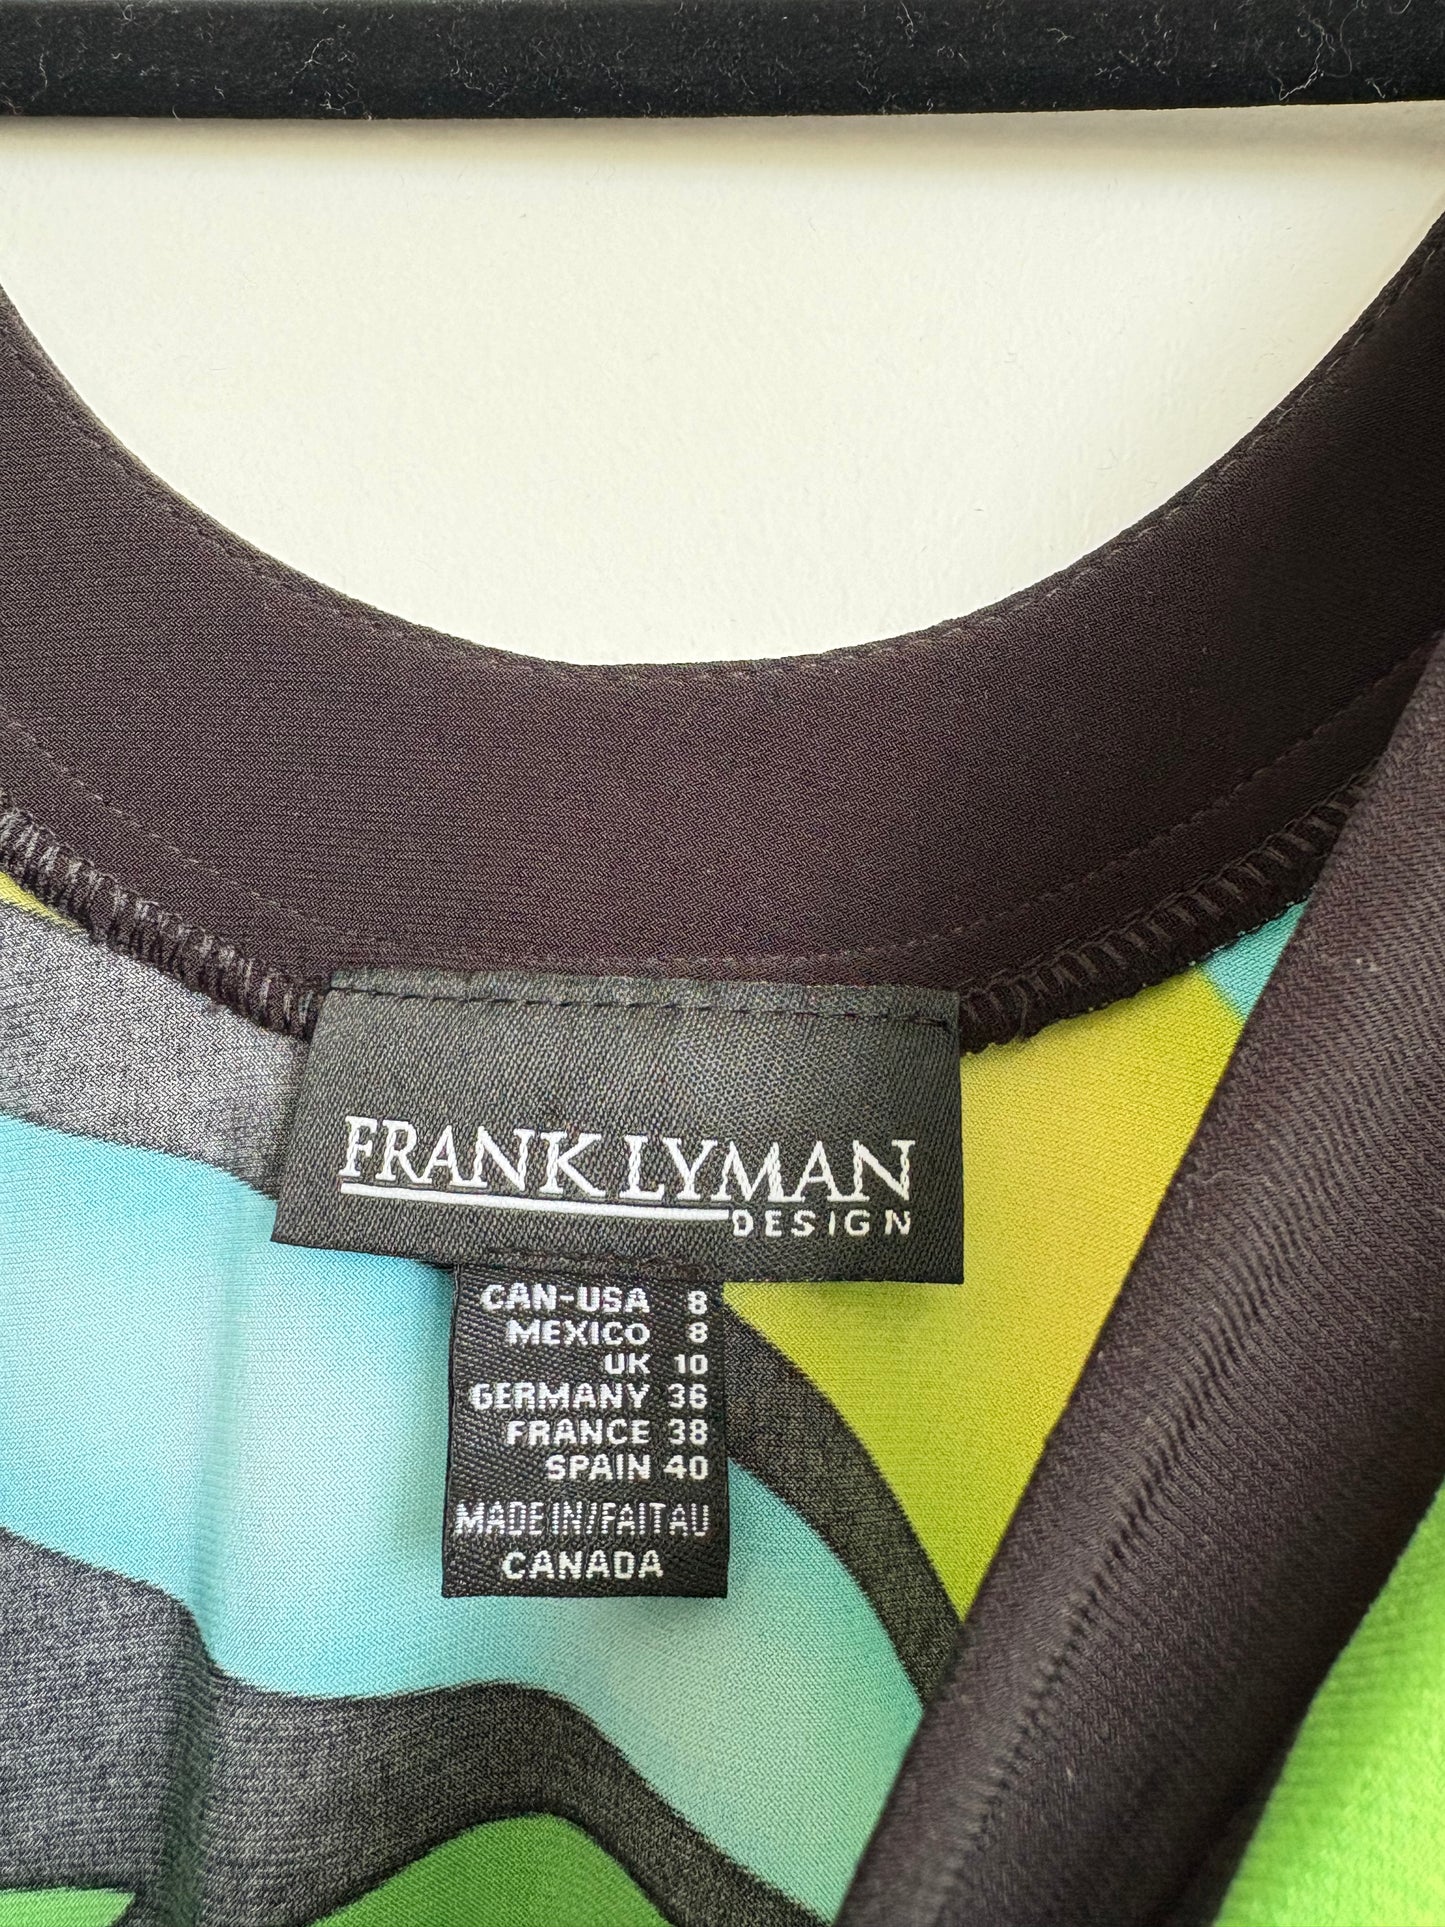 FRANK LYMAN
DESIGN
CAN-USA 8
MEXICO 8
UK 10
GERMANY 36
FRANCE 38
SPAIN 40
MADE IN/FAIT AU
CANADA